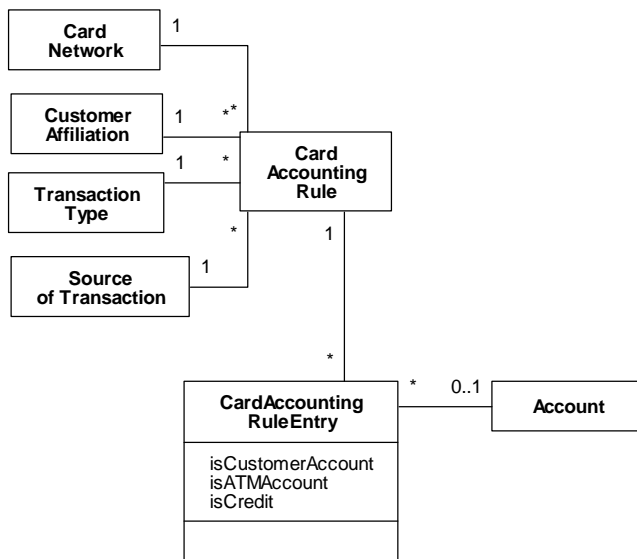 Card
Network
1
Customer
Affiliation
1
* *
Card
Accounting
Rule
1
*
Transaction
Type
*
1
1
Source
of Transaction
*
CardAccounting
RuleEntry
* 0..1
Account
isCustomerAccount
isATMAccount
isCredit